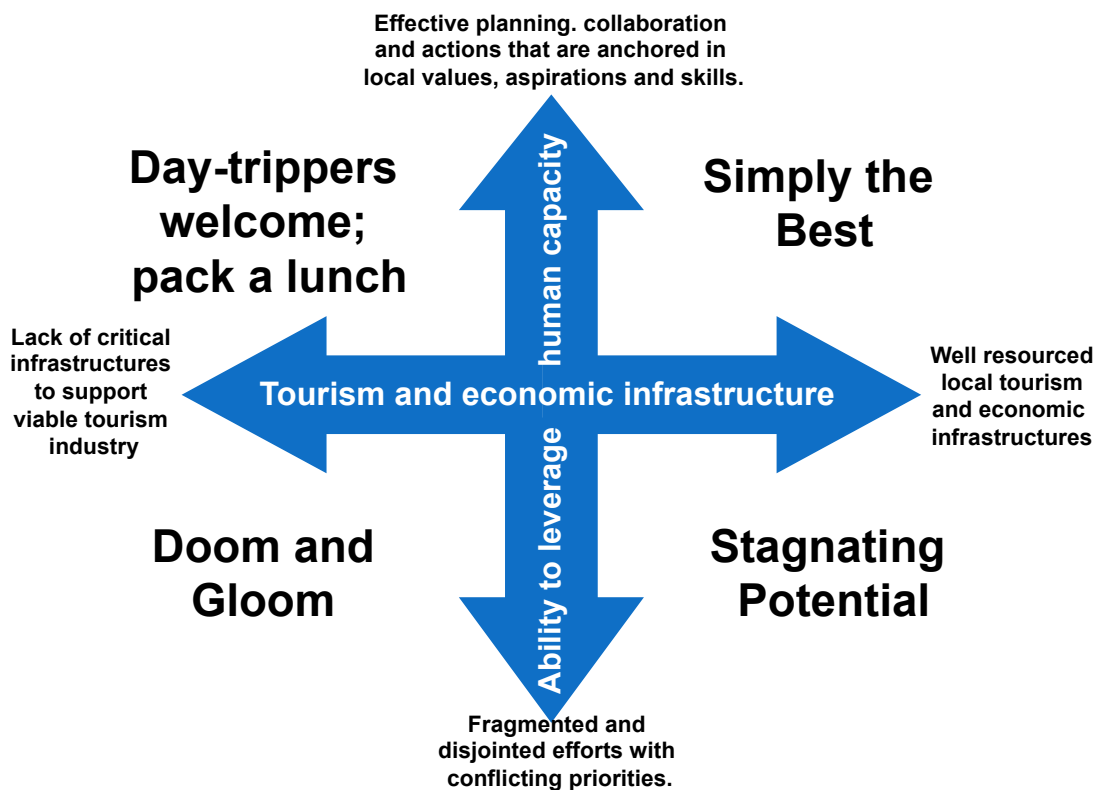 Effective planning. collaboration
and actions that are anchored in
local values, aspirations and skills.
Day-trippers
welcome;
pack a lunch
Simply the
Best
Lack of critical
infrastructures
to support
viable tourism
industry
Tourism and economic infrastructure
Well resourced
local tourism
and economic
infrastructures
Ability to leverage human capacity
Doom and
Gloom
Stagnating
Potential
Fragmented and
disjointed efforts with
conflicting priorities.